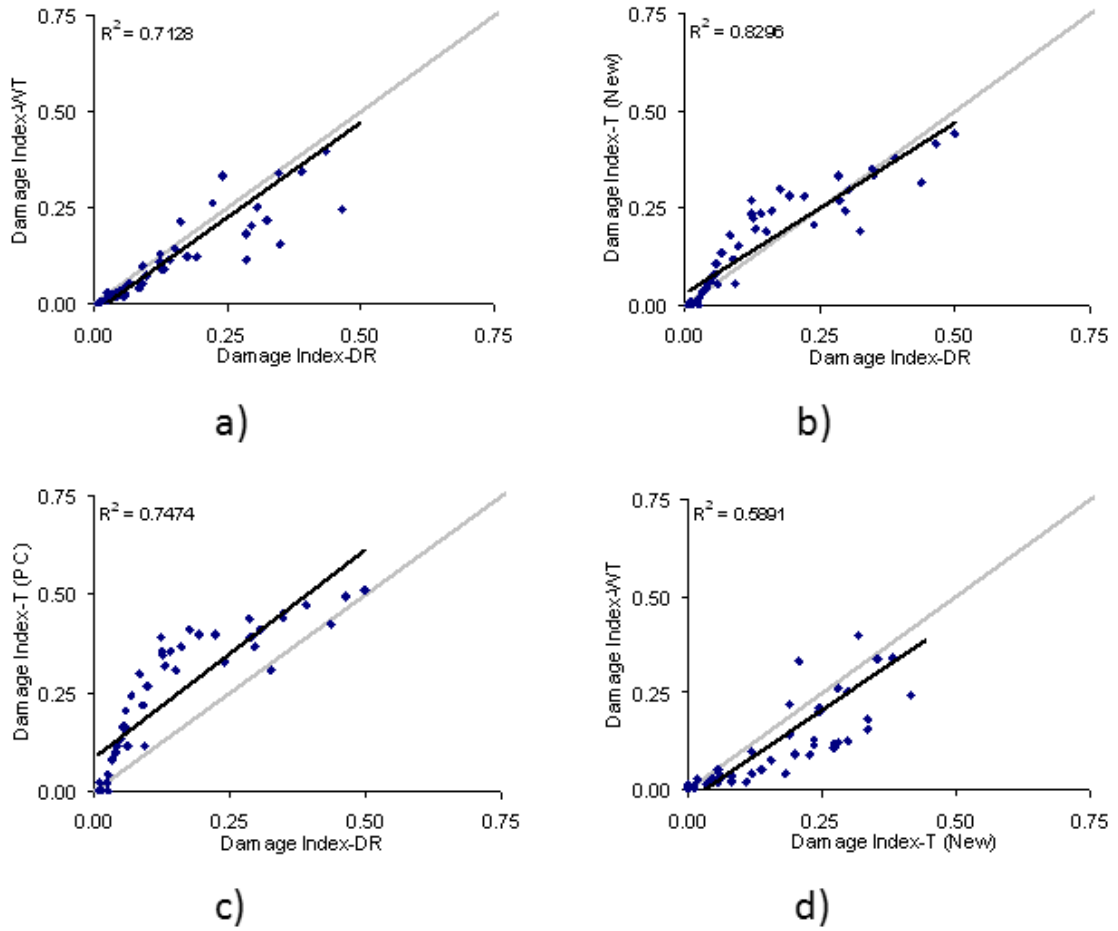 0.75
R² = 0.7128
Damage Index-WT
0.50
0.25
0.00
0.00 0.25 0.50 0.75
Damage Index-DR
a)
0.75
R² = 0.8296
Damage Index-T (New)
0.50
0.25
0.00
0.00 0.25 0.50 0.75
Damage Index-DR
b)
0.75
R² = 0.7474
Damage Index-T (PC)
0.50
0.25
0.00
0.00 0.25 0.50 0.75
Damage Index-DR
c)
0.75
R² = 0.5891
Damage Index-WT
0.50
0.25
0.00
0.00 0.25 0.50 0.75
Damage Index-T (New)
d)